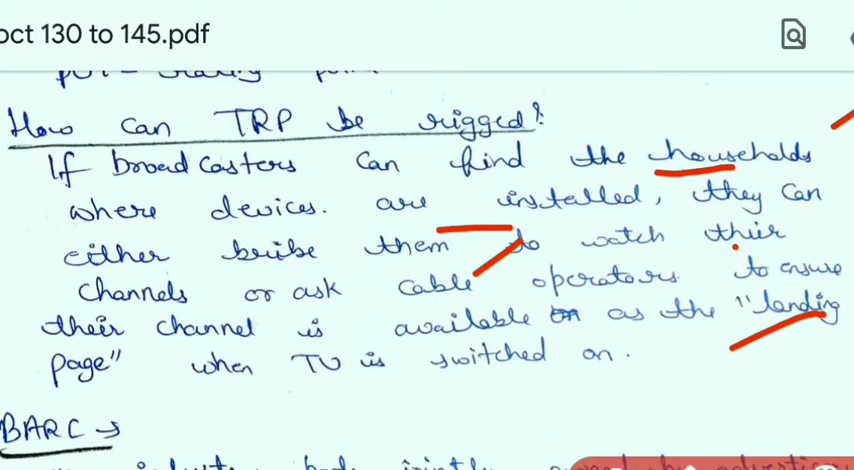 oct 130 to 145.pdf
How can TRP be rigged?
If broadcasters can find the households
where devices. are installed, they can
either bribe them to watch their
channels or ask cable operators to ensure
their channel is available as the "landing
page" when TV is switched on.
BARC →